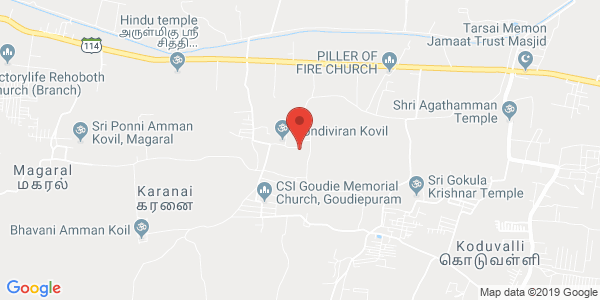 Hindu temple
அருள்மிகு ஸ்ரீ
சித்தி...
Tarsai Memon
Jamaat Trust Masjid
114
PILLER OF
FIRE CHURCH
ctorylife Rehoboth
Church (Branch)
Shri Agathamman
Temple
Sri Ponni Amman
Kovil, Magaral
ndiviran Kovil
Magaral
மகரல்
Karanai
கரனை
CSI Goudie Memorial
Church, Goudiepuram
Sri Gokula
Krishnar Temple
Bhavani Amman Koil
Koduvalli
கொடுவள்ளி
Google
Map data ©2019 Google